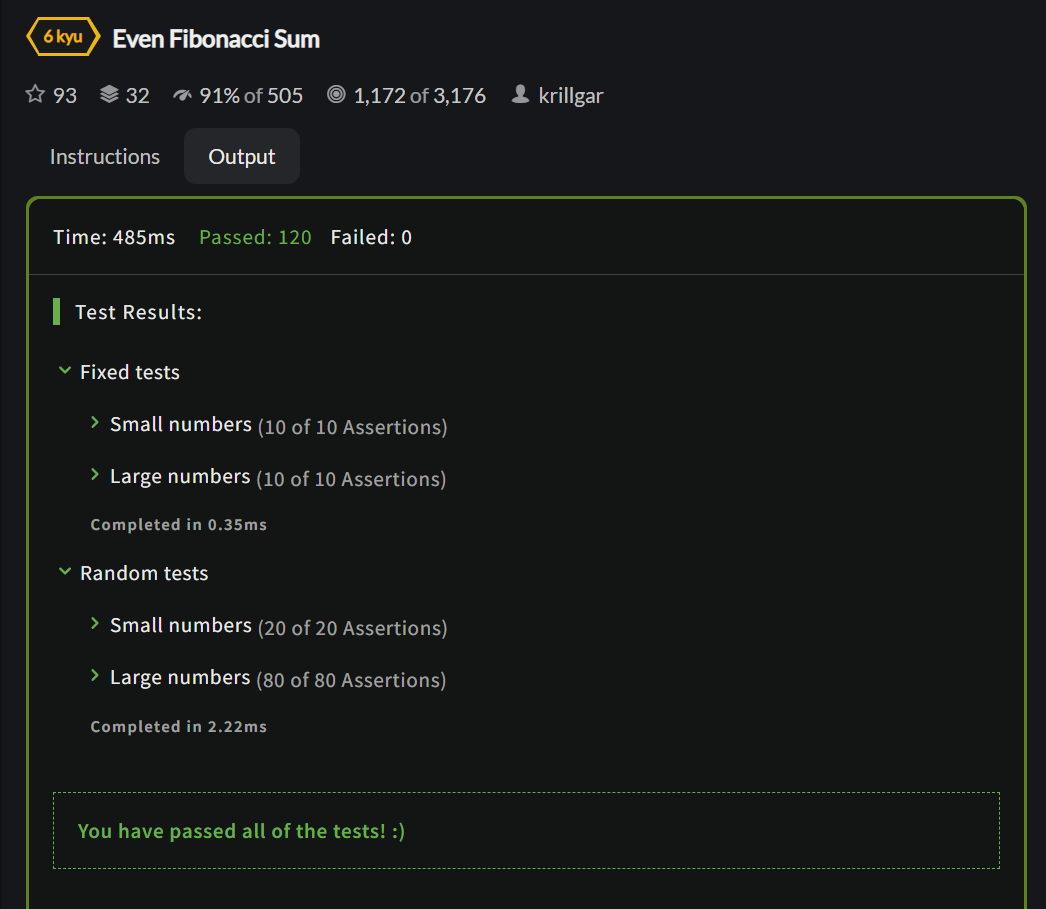 6 kyu Even Fibonacci Sum
93 32 91% of 505 1,172 of 3,176 krillgar
Instructions Output
Time: 485ms Passed: 120 Failed: 0
Test Results:
Fixed tests
Small numbers (10 of 10 Assertions)
Large numbers (10 of 10 Assertions)
Completed in 0.35ms
Random tests
Small numbers (20 of 20 Assertions)
Large numbers (80 of 80 Assertions)
Completed in 2.22ms
You have passed all of the tests! :)